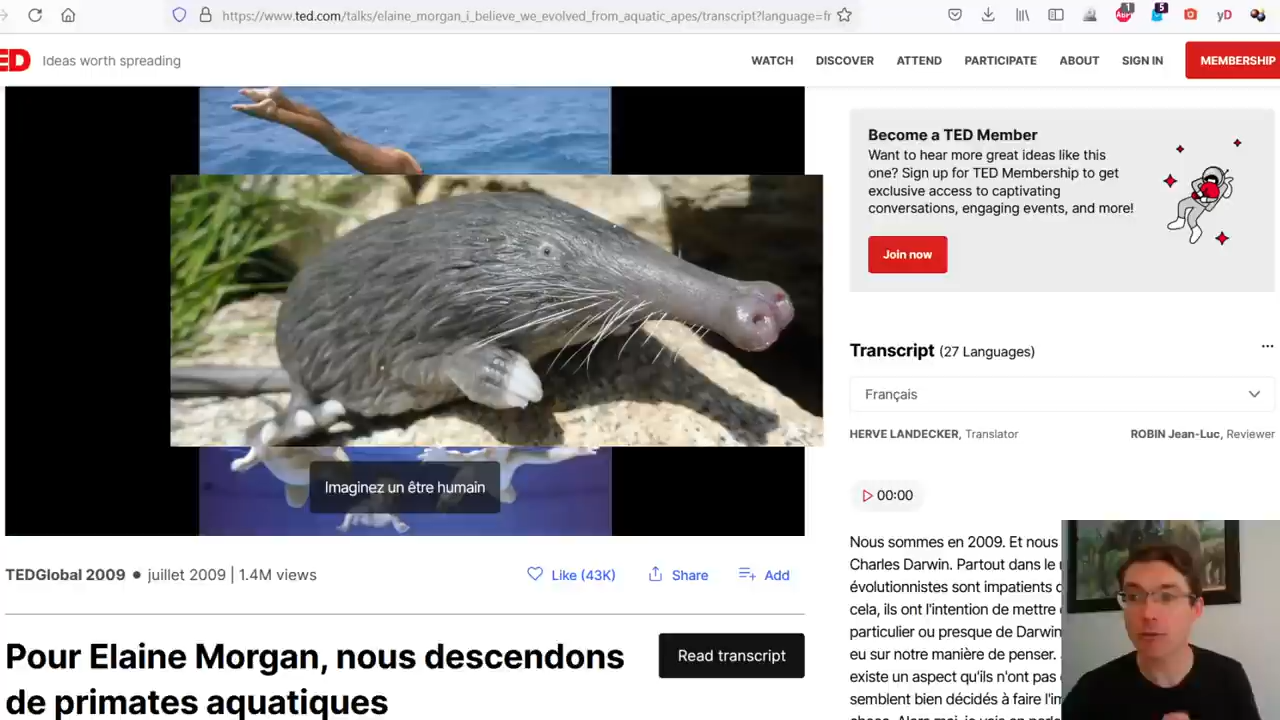 https://www.ted.com/talks/elaine_morgan_i_believe_we_evolved_from_aquatic_apes/transcript?language=fr
1
5
yD
ED Ideas worth spreading
WATCH DISCOVER ATTEND PARTICIPATE ABOUT SIGN IN MEMBERSHIP
Imaginez un être humain
TEDGlobal 2009 • juillet 2009 | 1.4M views
Like (43K) Share Add
Pour Elaine Morgan, nous descendons
de primates aquatiques
Read transcript
Become a TED Member
Want to hear more great ideas like this
one? Sign up for TED Membership to get
exclusive access to captivating
conversations, engaging events, and more!
Join now
Transcript (27 Languages)
Français
HERVE LANDECKER, Translator ROBIN Jean-Luc, Reviewer
00:00
Nous sommes en 2009. Et nous
Charles Darwin. Partout dans le
évolutionnistes sont impatients
cela, ils ont l'intention de mettre
particulier ou presque de Darwin
eu sur notre manière de penser.
existe un aspect qu'ils n'ont pas
semblent bien décidés à faire l'im